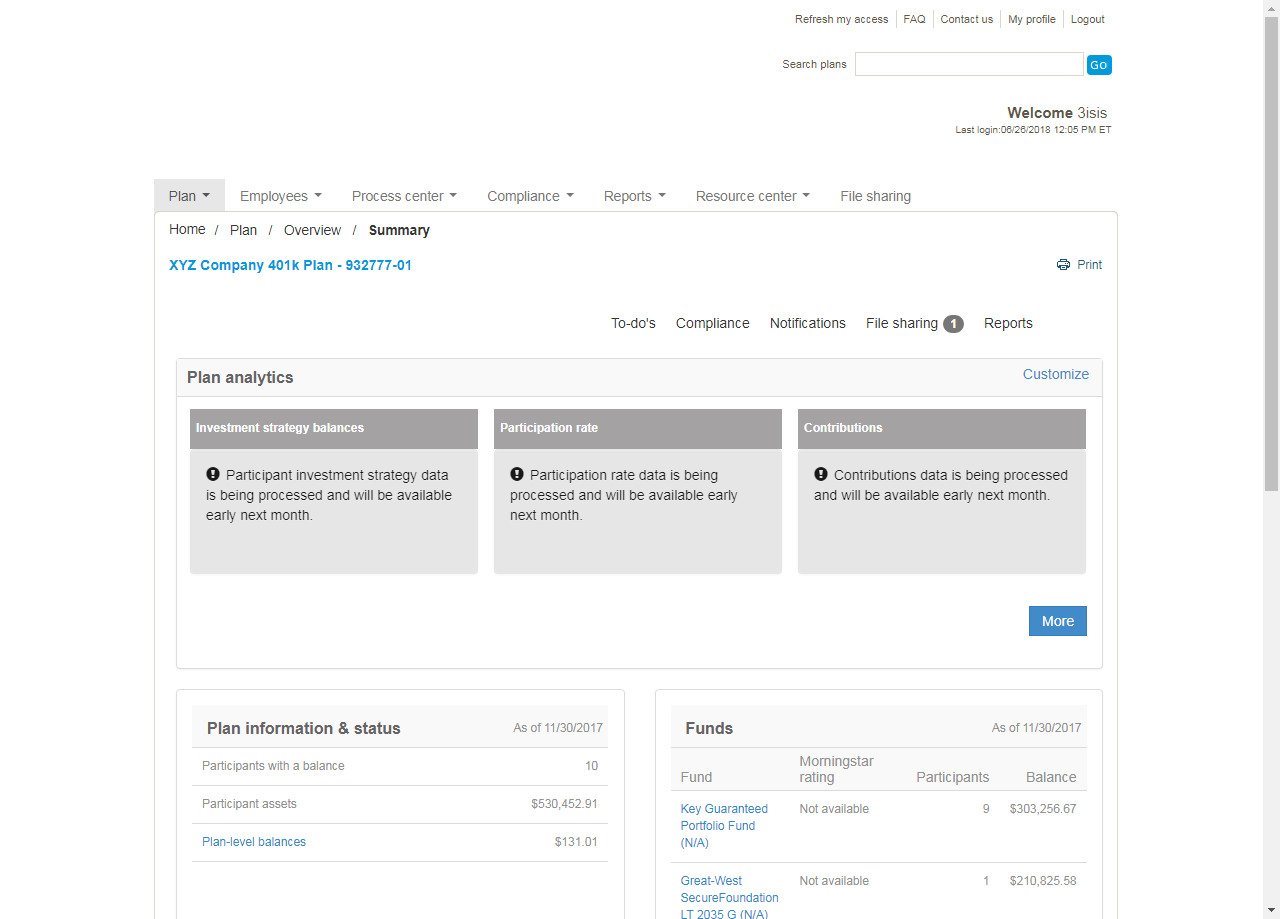 Refresh my access FAQ Contact us My profile Logout
Search plans Go
Welcome 3isis
Last login:06/26/2018 12:05 PM ET
Plan Employees Process center Compliance Reports Resource center File sharing
Home / Plan / Overview / Summary
XYZ Company 401k Plan - 932777-01 Print
To-do's Compliance Notifications File sharing 1 Reports
Plan analytics Customize
Investment strategy balances
Participant investment strategy data
is being processed and will be available
early next month.
Participation rate
Participation rate data is being
processed and will be available early
next month.
Contributions
Contributions data is being processed
and will be available early next month.
More
Plan information & status As of 11/30/2017
Participants with a balance 10
Participant assets $530,452.91
Plan-level balances $131.01
Funds As of 11/30/2017
Fund Morningstar rating Participants Balance
Key Guaranteed Not available 9 $303,256.67
Portfolio Fund
(N/A)
Great-West Not available 1 $210,825.58
SecureFoundation
LT 2035 G (N/A)